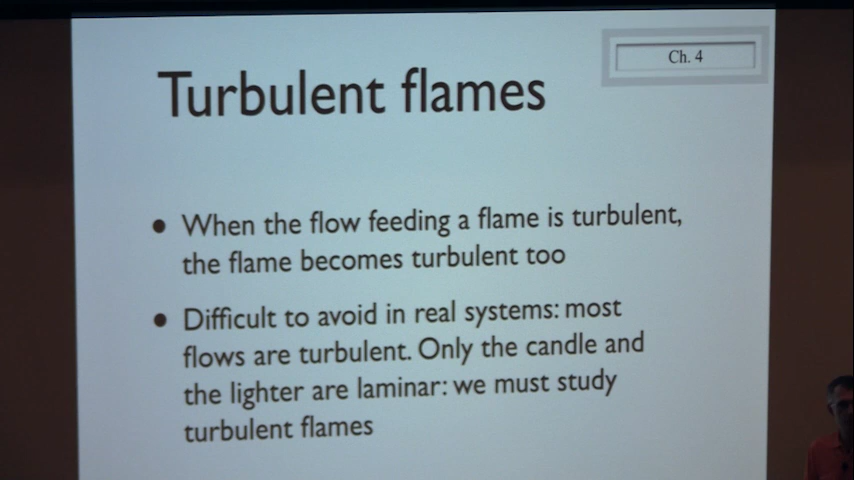 Ch. 4
Turbulent flames
• When the flow feeding a flame is turbulent,
the flame becomes turbulent too
• Difficult to avoid in real systems: most
flows are turbulent. Only the candle and
the lighter are laminar: we must study
turbulent flames